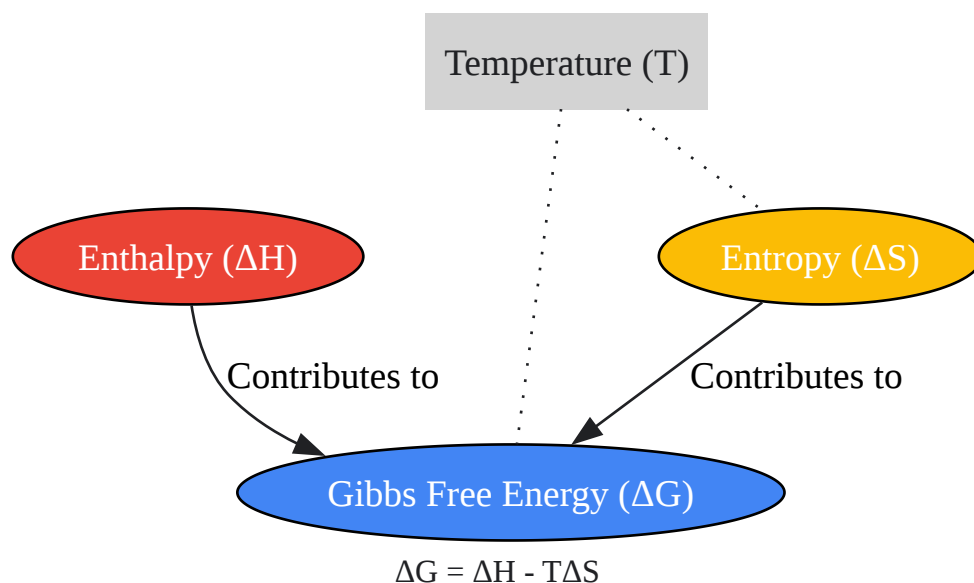 Temperature (T)
Enthalpy (ΔH)
Entropy (ΔS)
Contributes to
Contributes to
Gibbs Free Energy (ΔG)
ΔG = ΔH - TΔS